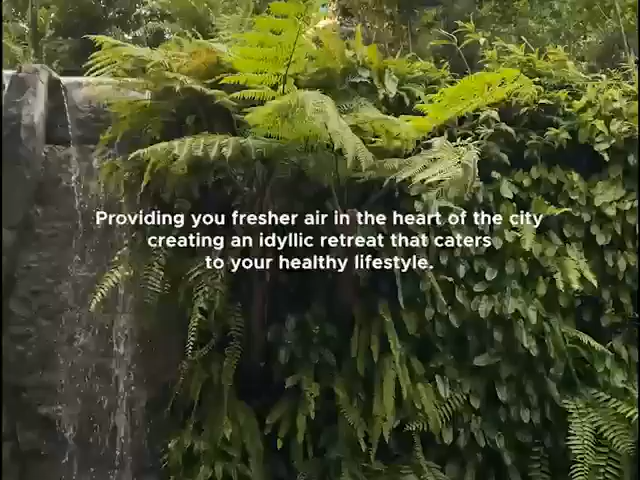 Providing you fresher air in the heart of the city
creating an idyllic retreat that caters
to your healthy lifestyle.